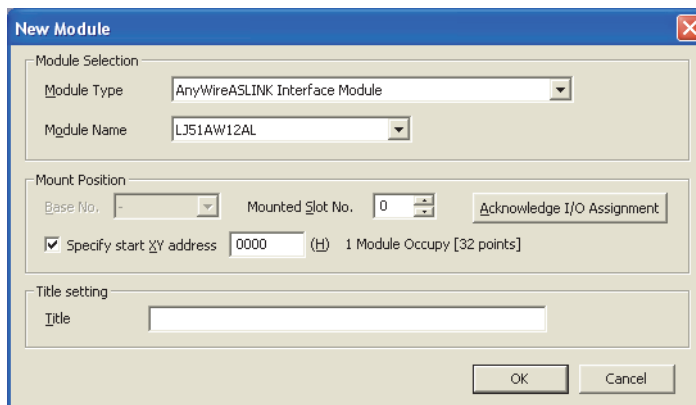 New Module
Module Selection
Module Type AnyWireASLINK Interface Module
Module Name LJ51AW12AL
Mount Position
Base No. - Mounted Slot No. 0 Acknowledge I/O Assignment
Specify start XY address 0000 (H) 1 Module Occupy [32 points]
Title setting
Title
OK Cancel